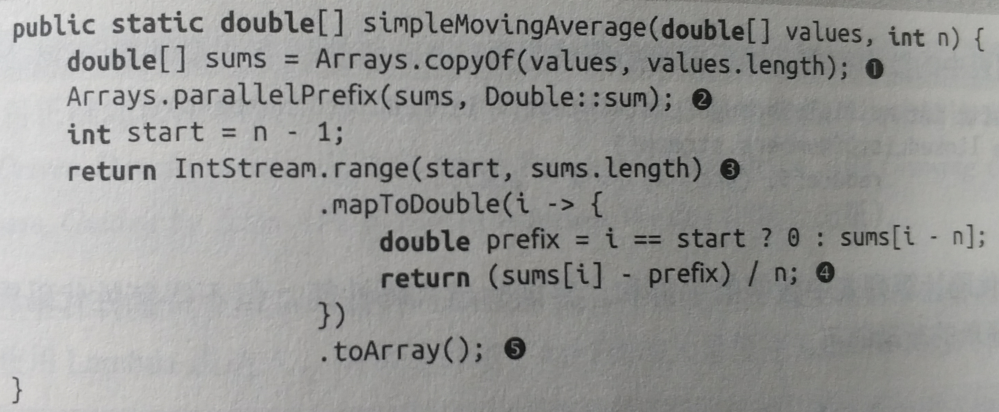 public static double[] simpleMovingAverage(double[] values, int n) {
    double[] sums = Arrays.copyOf(values, values.length); ❶
    Arrays.parallelPrefix(sums, Double::sum); ❷
    int start = n - 1;
    return IntStream.range(start, sums.length) ❸
                    .mapToDouble(i -> {
                        double prefix = i == start ? 0 : sums[i - n];
                        return (sums[i] - prefix) / n; ❹
                    })
                    .toArray(); ❺
}